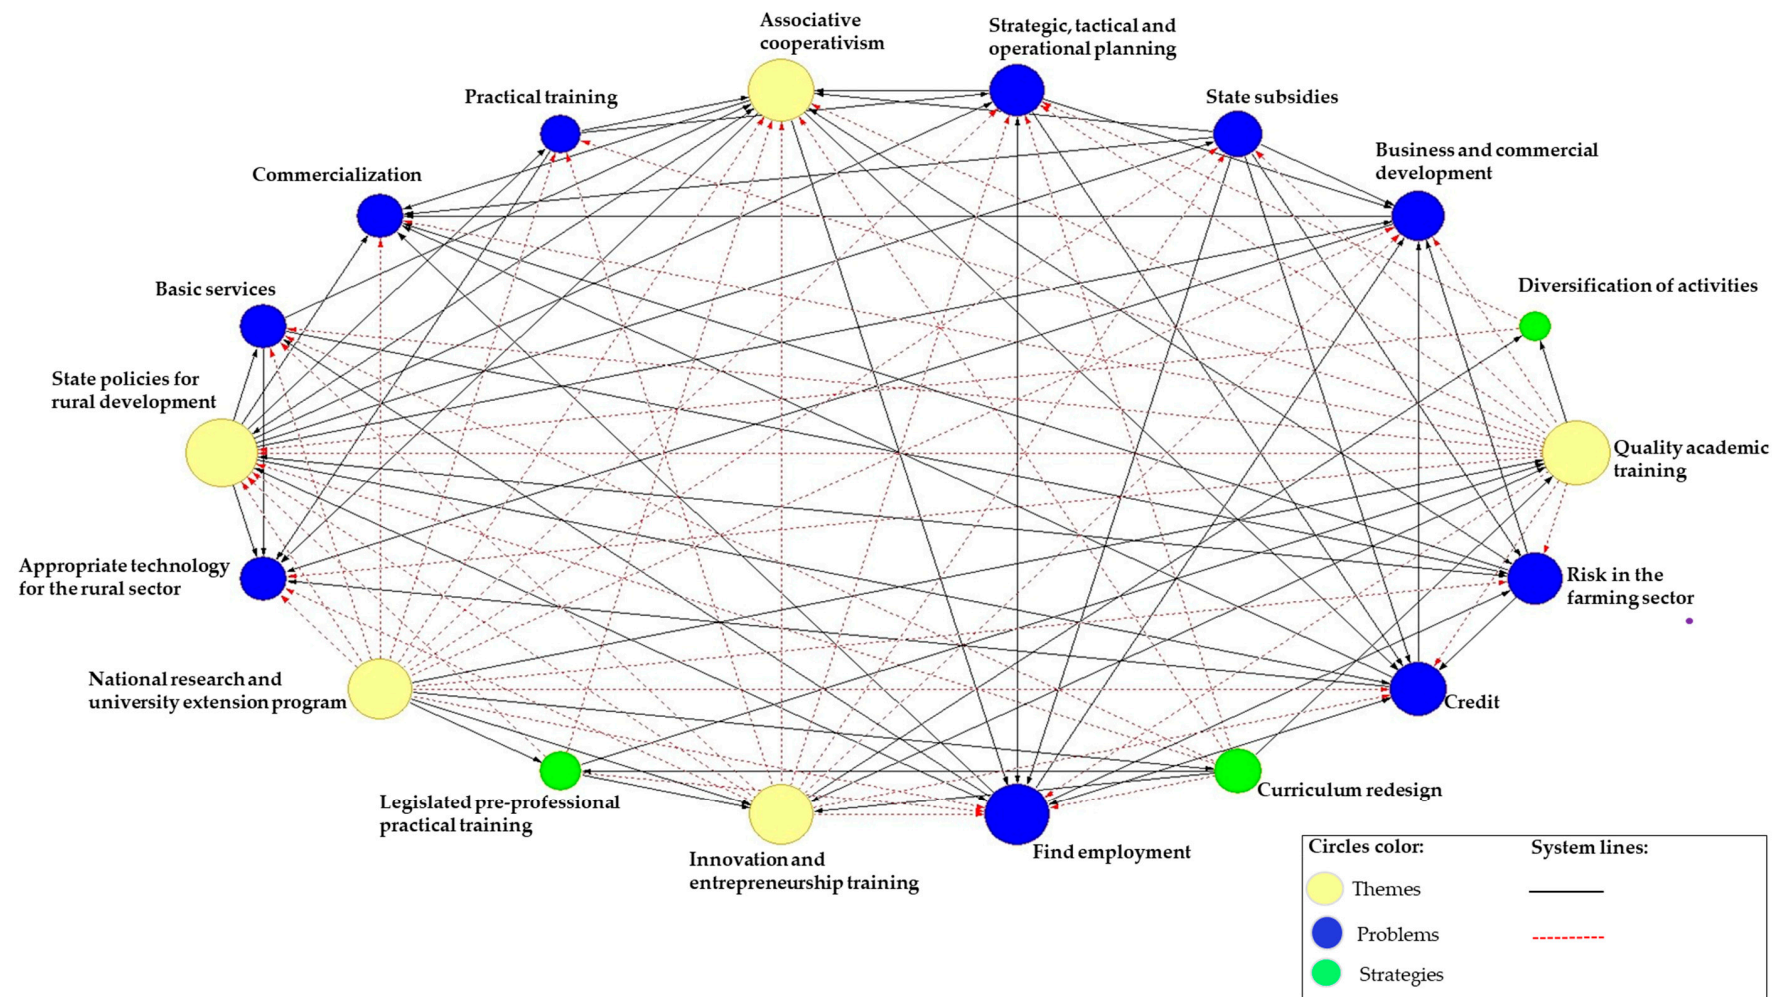 Associative
cooperativism
Strategic, tactical and
operational planning
Practical training
State subsidies
Business and commercial
development
Commercialization
Basic services
Diversification of activities
State policies for
rural development
Quality academic
training
Appropriate technology
for the rural sector
Risk in the
farming sector
National research and
university extension program
Credit
Legislated pre-professional
practical training
Curriculum redesign
Innovation and
entrepreneurship training
Find employment
Circles color:
System lines:
Themes
Problems
Strategies